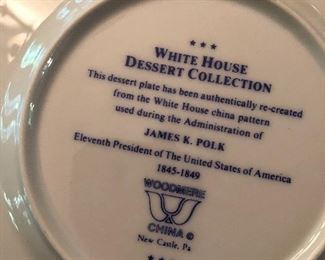 ★ ★ ★
WHITE HOUSE
DESSERT COLLECTION
This dessert plate has been authentically re-created
from the White House china pattern
used during the Administration of
JAMES K. POLK
Eleventh President of The United States of America
1845-1849
WOODMERE
CHINA ©
New Castle, Pa